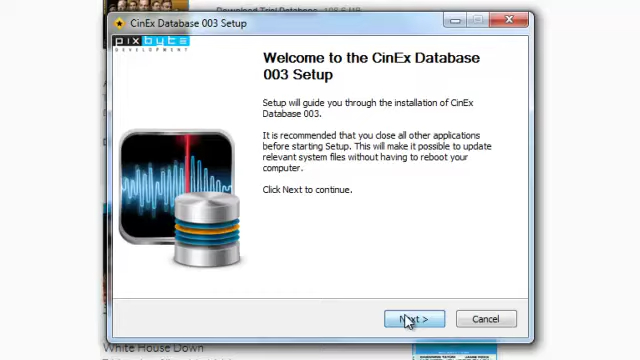 Download Trial Database
CinEx Database 003 Setup
pixbyte
DEVELOPMENT
Welcome to the CinEx Database
003 Setup
Setup will guide you through the installation of CinEx
Database 003.
It is recommended that you close all other applications
before starting Setup. This will make it possible to update
relevant system files without having to reboot your
computer.
Click Next to continue.
Next >
Cancel
White House Down